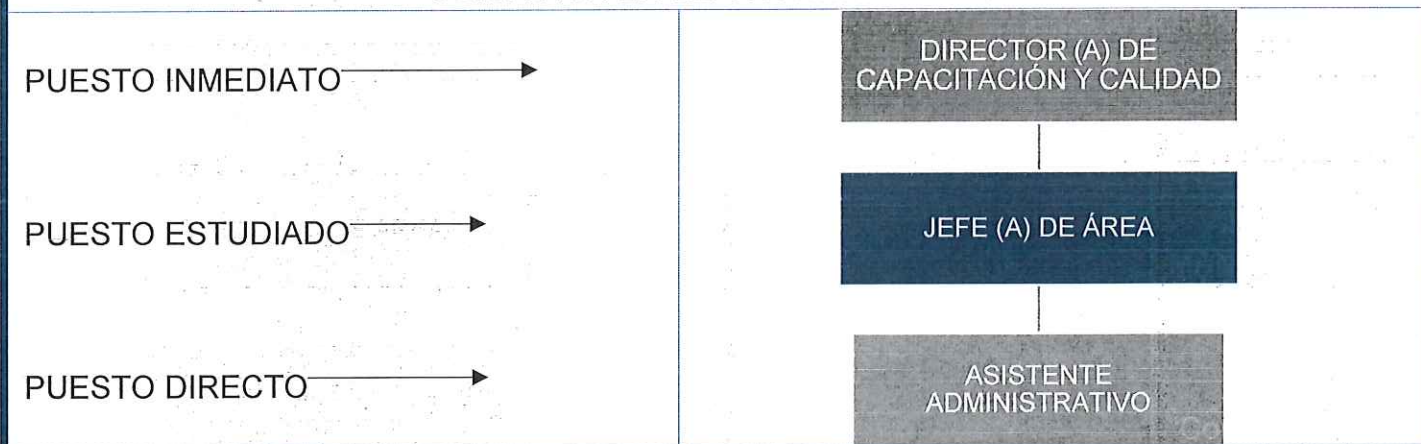 PUESTO INMEDIATO
DIRECTOR (A) DE
CAPACITACIÓN Y CALIDAD
PUESTO ESTUDIADO
JEFE (A) DE ÁREA
PUESTO DIRECTO
ASISTENTE
ADMINISTRATIVO